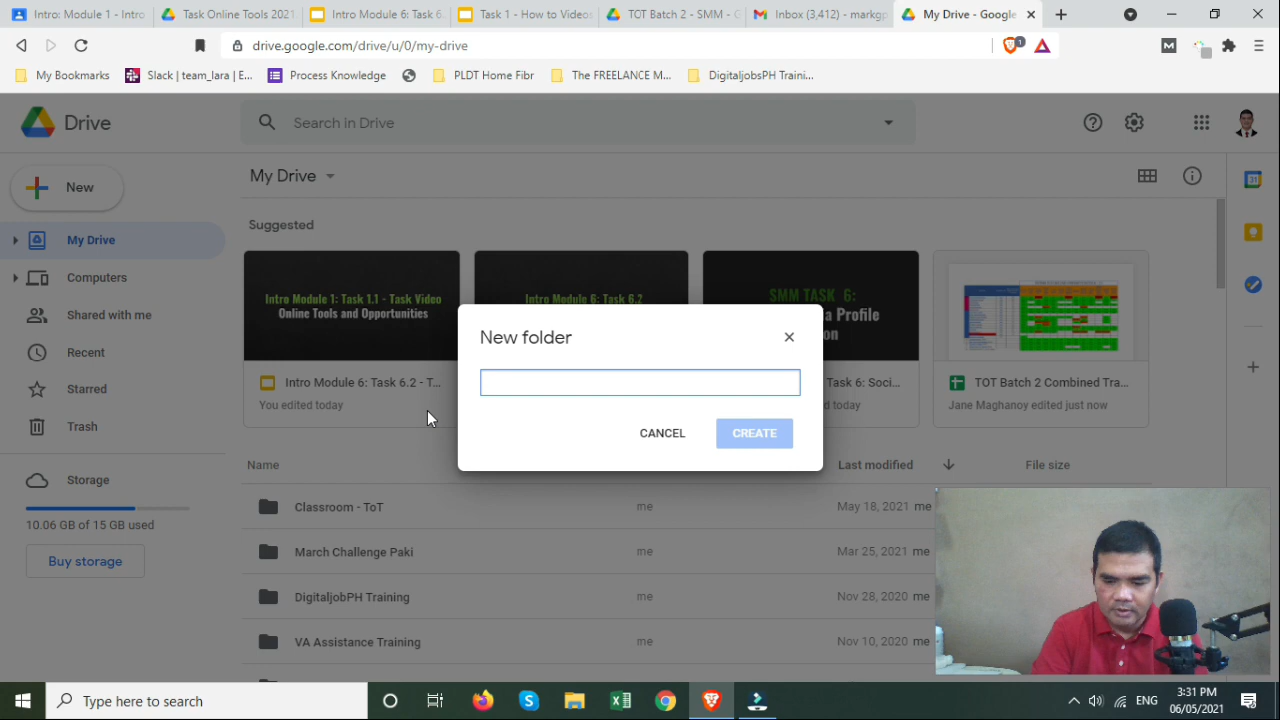 Intro: Module 1 - Intro
Task Online Tools 2021
Intro Module 6: Task 6.
Task 1 - How to Videos
TOT Batch 2 - SMM - G
Inbox (3,412) - markgp
My Drive - Google
drive.google.com/drive/u/0/my-drive
1
M
My Bookmarks
Slack | team_lara | E...
Process Knowledge
PLDT Home Fibr
The FREELANCE M...
DigitaljobsPH Traini...
Drive
Search in Drive
New
My Drive
Suggested
31
My Drive
Computers
Shared with me
Recent
Starred
Trash
Storage
10.06 GB of 15 GB used
Buy storage
Intro Module 1: Task 1.1 - Task Video
Online Tools and Opportunities
Intro Module 6: Task 6.2
SMM TASK 6:
a Profile
on
Intro Module 6: Task 6.2 - T...
You edited today
Task 6: Soci...
d today
TOT Batch 2 Combined Tra...
Jane Maghanoy edited just now
New folder
CANCEL
CREATE
Name
Last modified
File size
Classroom - ToT
me
May 18, 2021 me
March Challenge Paki
me
Mar 25, 2021 me
DigitaljobPH Training
me
Nov 28, 2020 me
VA Assistance Training
me
Nov 10, 2020 me
Type here to search
ENG
3:31 PM
06/05/2021